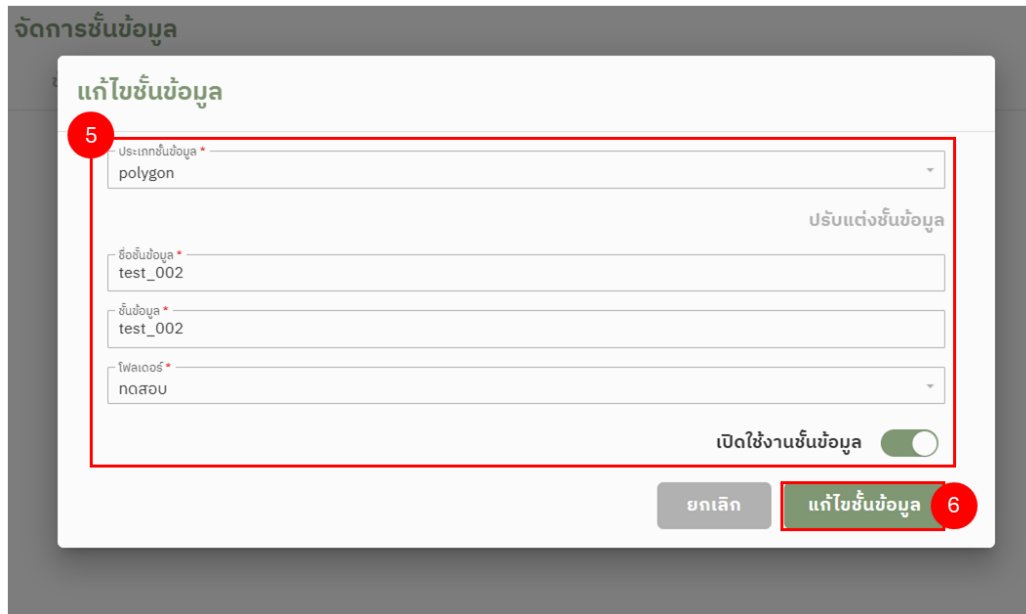 จัดการชั้นข้อมูล
แก้ไขชั้นข้อมูล
5
ประเภทชั้นข้อมูล *
polygon
ปรับแต่งชั้นข้อมูล
ชื่อชั้นข้อมูล *
test_002
ชั้นข้อมูล *
test_002
โฟลเดอร์ *
ทดสอบ
เปิดใช้งานชั้นข้อมูล
ยกเลิก แก้ไขชั้นข้อมูล 6